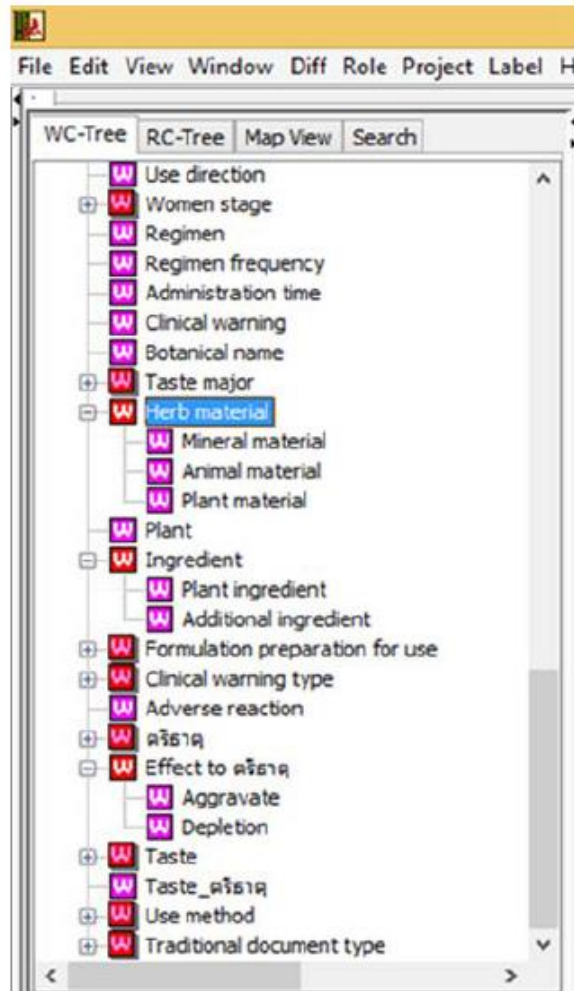 File Edit View Window Diff Role Project Label H
WC-Tree RC-Tree Map View Search
Use direction
Women stage
Regimen
Regimen frequency
Administration time
Clinical warning
Botanical name
Taste major
Herb material
Mineral material
Animal material
Plant material
Plant
Ingredient
Plant ingredient
Additional ingredient
Formulation preparation for use
Clinical warning type
Adverse reaction
ตรีธาตุ
Effect to ตรีธาตุ
Aggravate
Depletion
Taste
Taste_ตรีธาตุ
Use method
Traditional document type